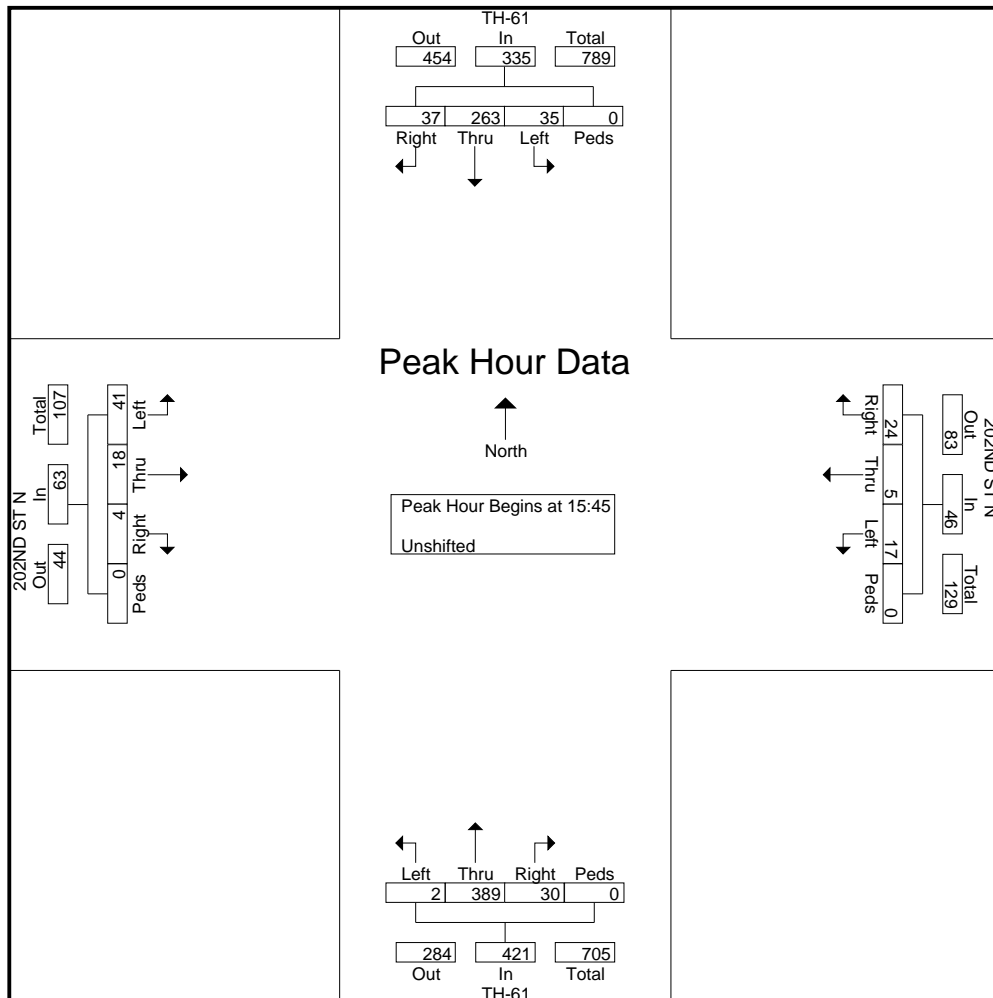 TH-61
Out In Total
454 335 789
37 263 35 0
Right Thru Left Peds
Peak Hour Data
North
Peak Hour Begins at 15:45
Unshifted
202ND ST N
Total In Out
107 63 44
41 18 4 0
Left Thru Right Peds
202ND ST N
Out In Total
83 46 129
24 5 17 0
Right Thru Left Peds
Left Thru Right Peds
2 389 30 0
284 421 705
Out In Total
TH-61